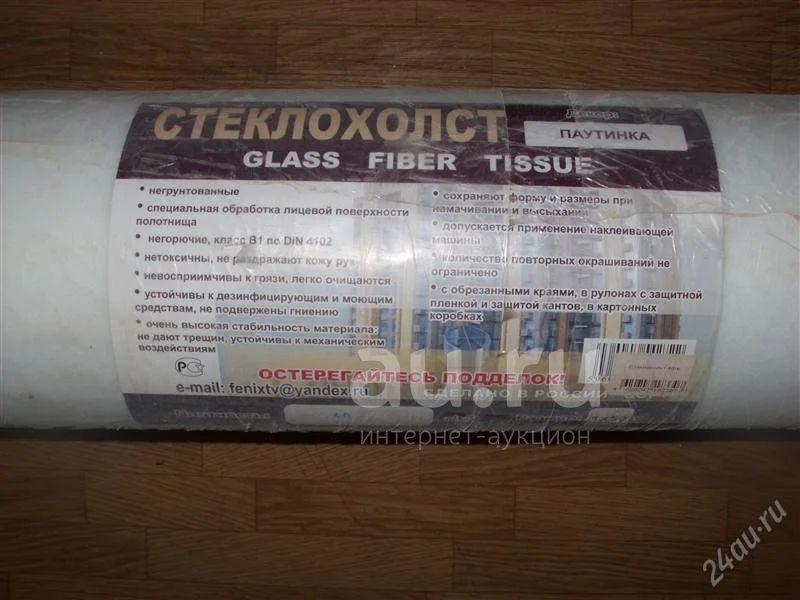 СТЕКЛОХОЛСТ
Декор:
ПАУТИНКА
GLASS FIBER TISSUE
• негрунтованные
• специальная обработка лицевой поверхности
полотнища
• негорючие, класс В1 по DIN 4102
• нетоксичны, не раздражают кожу рук
• невосприимчивы к грязи, легко очищаются
• устойчивы к дезинфицирующим и моющим
средствам, не подвержены гниению
• очень высокая стабильность материала:
не дают трещин, устойчивы к механическим
воздействиям
• сохраняют форму и размеры при
намачивании и высыхании
• допускается применение наклеивающей
машины
• количество повторных окрашиваний не
ограничено
• с обрезанными краями, в рулонах с защитной
пленкой и защитой кантов, в картонных
коробках
ОСТЕРЕГАЙТЕСЬ ПОДДЕЛОК!
e-mail: fenixtv@yandex.ru
СДЕЛАНО В РОССИИ
au.ru
интернет-аукцион
24au.ru